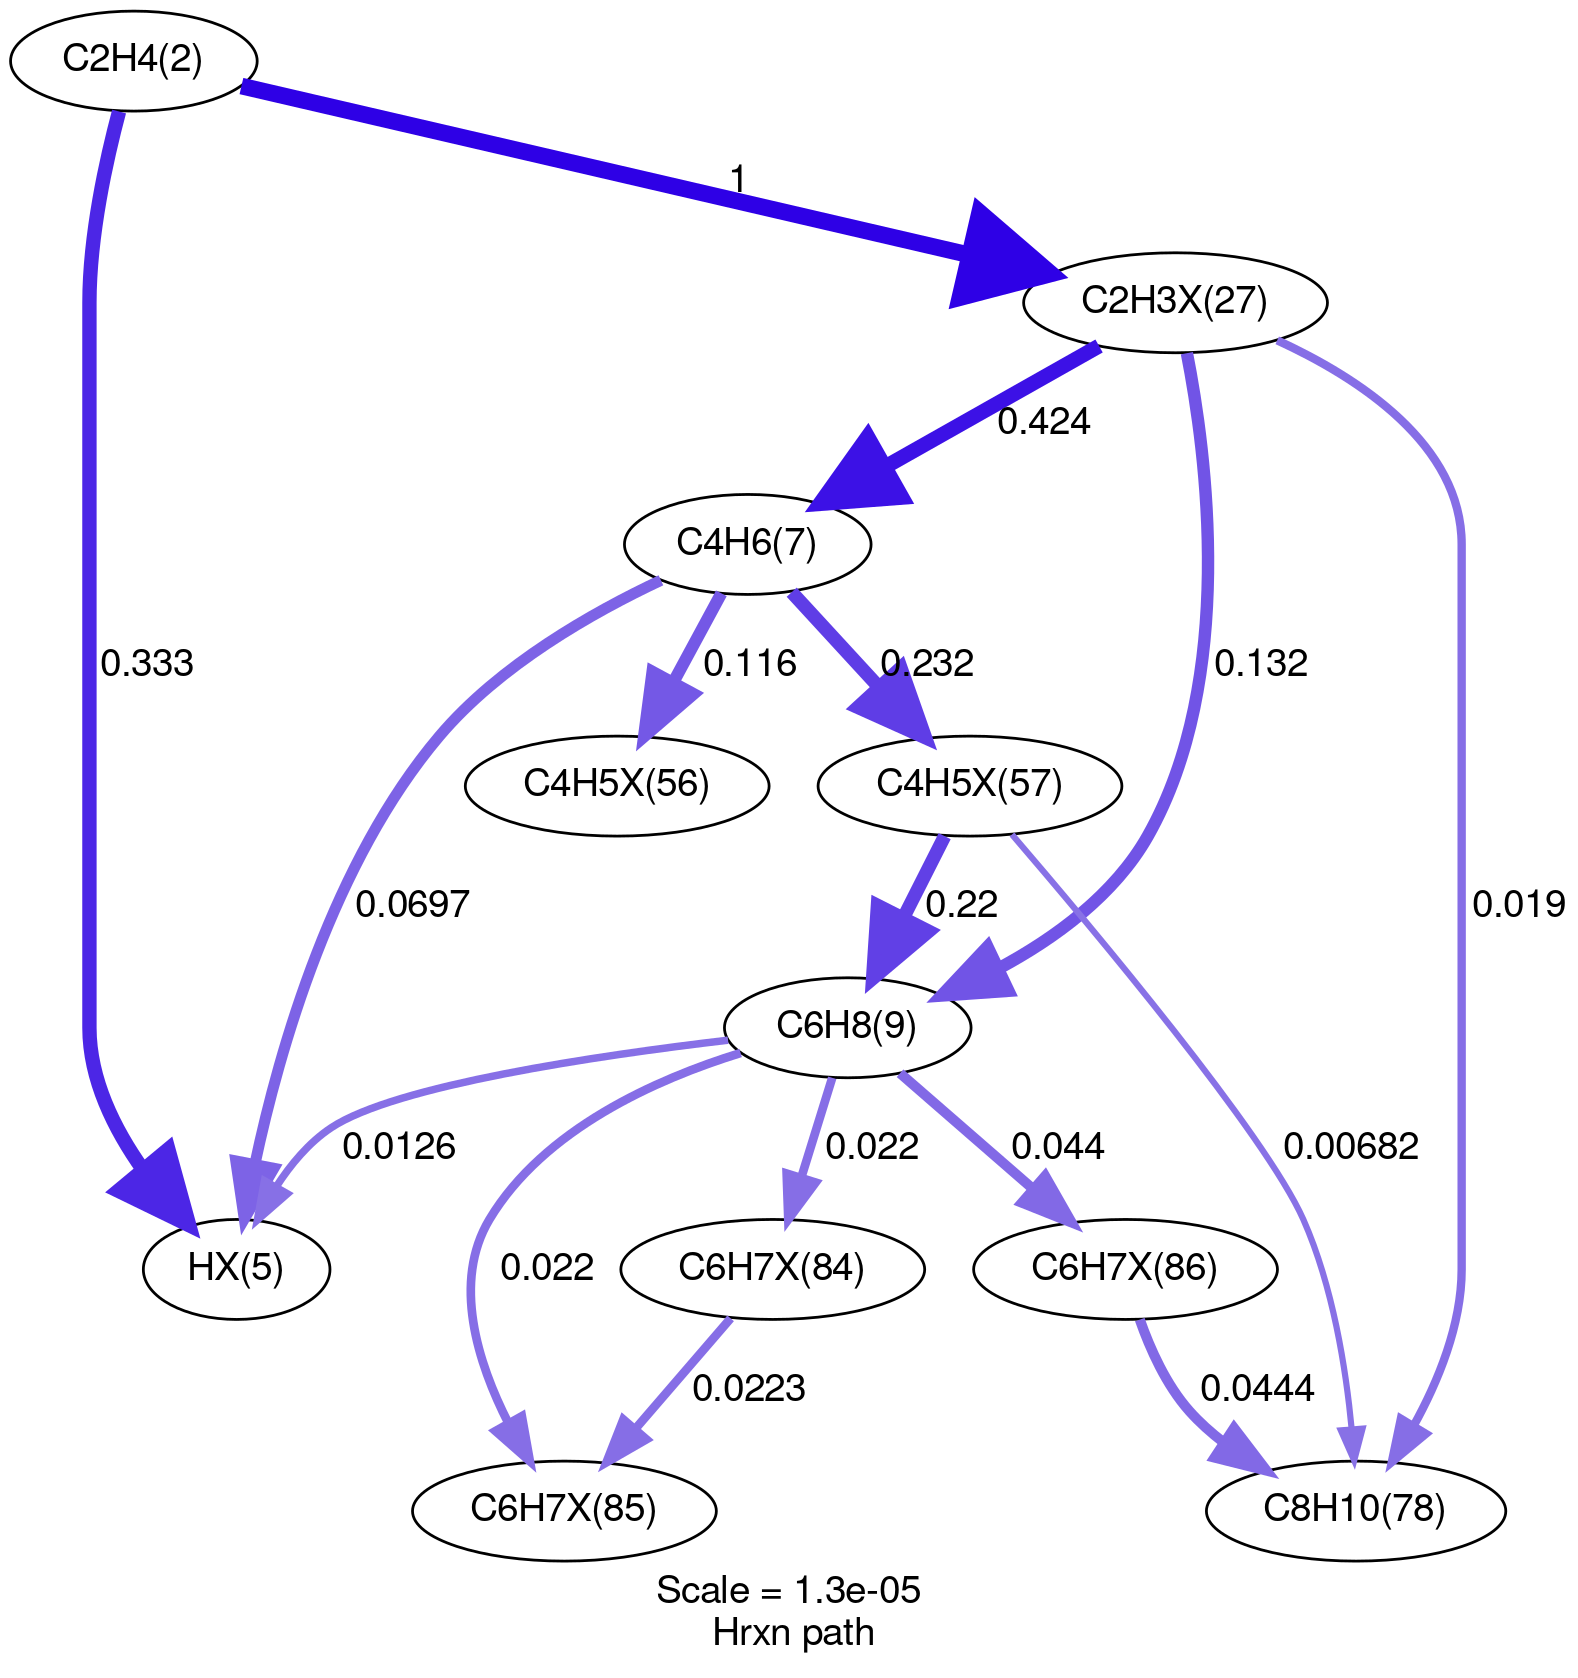 C2H4(2)
1
C2H3X(27)
0.424
C4H6(7)
0.333
0.116
0.232
0.132
C4H5X(56)
C4H5X(57)
0.0697
0.22
0.019
C6H8(9)
0.0126
0.022
0.044
0.00682
0.022
HX(5)
C6H7X(84)
C6H7X(86)
0.0223
0.0444
C6H7X(85)
C8H10(78)
Scale = 1.3e-05
Hrxn path